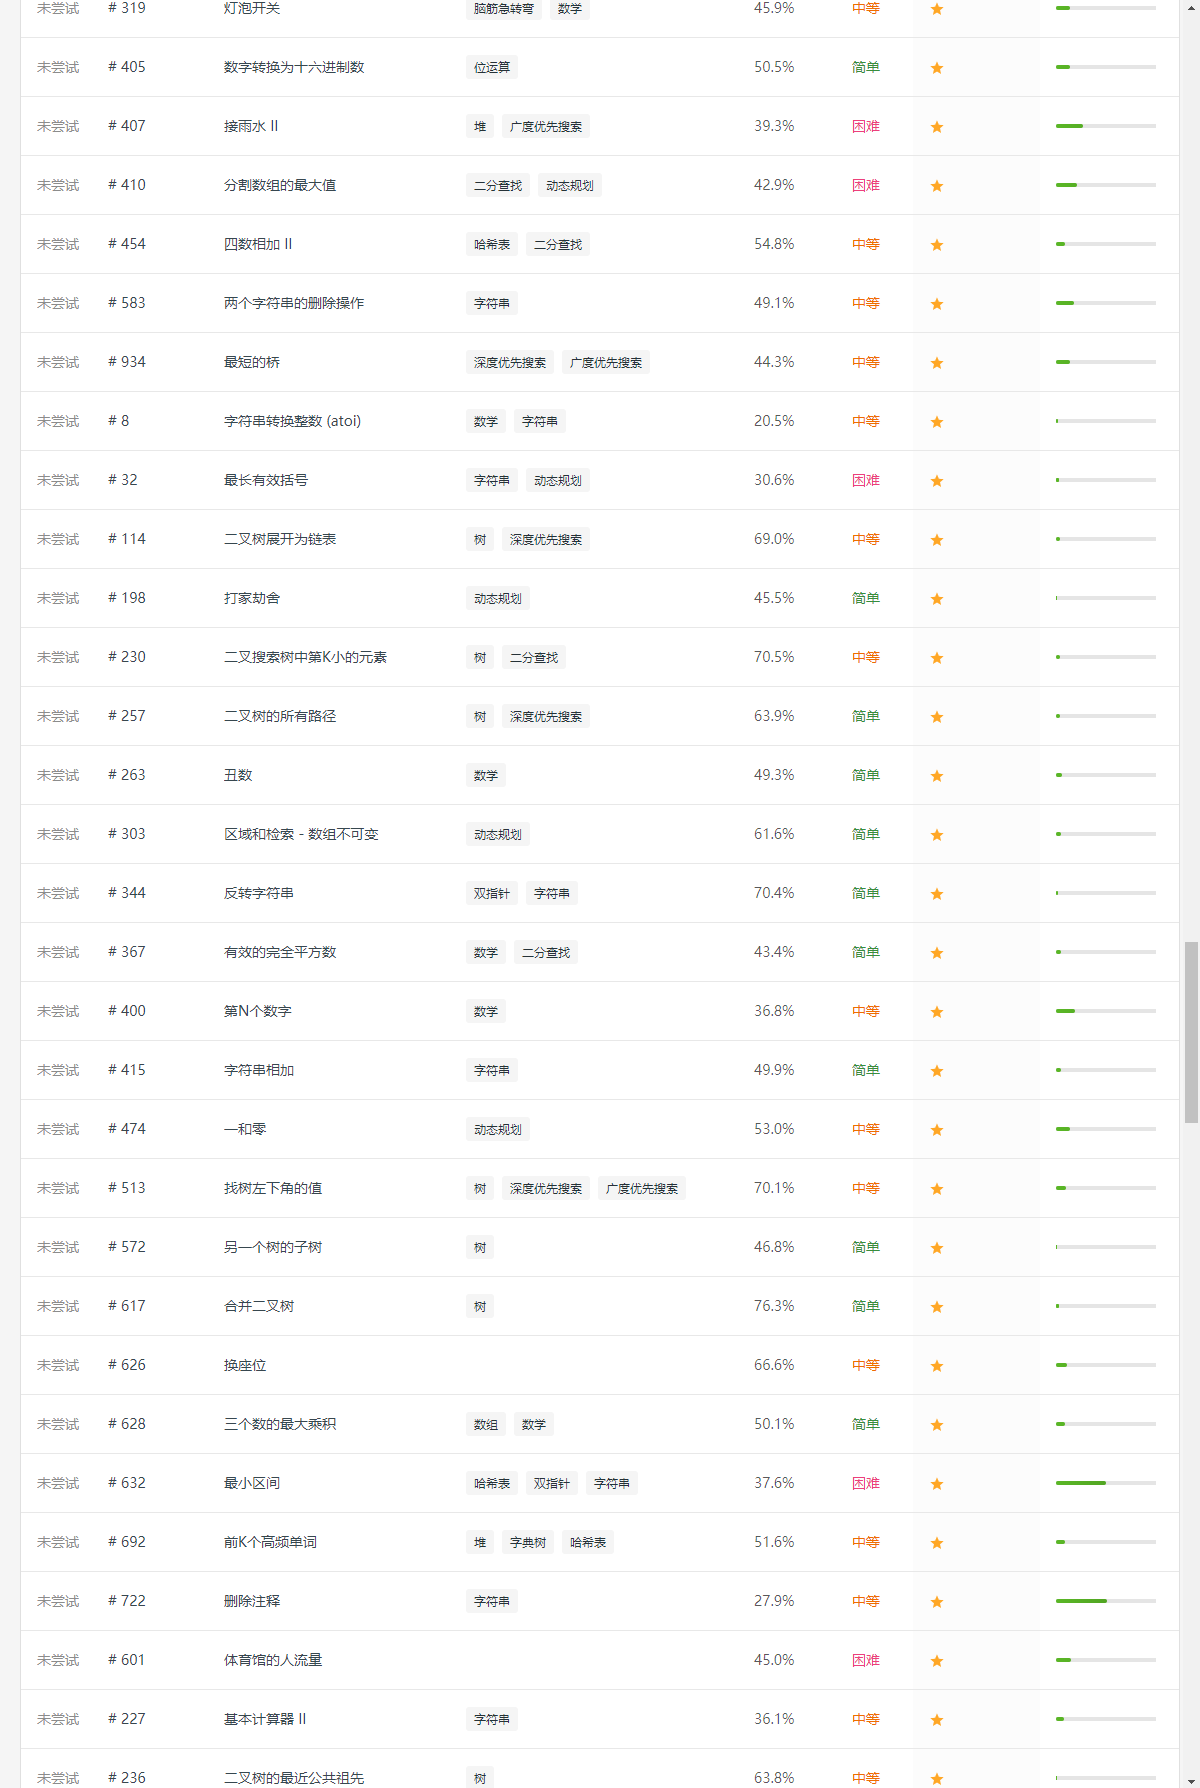 未尝试 # 319 灯泡开关 脑筋急转弯 数学 45.9% 中等
未尝试 # 405 数字转换为十六进制数 位运算 50.5% 简单
未尝试 # 407 接雨水 II 堆 广度优先搜索 39.3% 困难
未尝试 # 410 分割数组的最大值 二分查找 动态规划 42.9% 困难
未尝试 # 454 四数相加 II 哈希表 二分查找 54.8% 中等
未尝试 # 583 两个字符串的删除操作 字符串 49.1% 中等
未尝试 # 934 最短的桥 深度优先搜索 广度优先搜索 44.3% 中等
未尝试 # 8 字符串转换整数 (atoi) 数学 字符串 20.5% 中等
未尝试 # 32 最长有效括号 字符串 动态规划 30.6% 困难
未尝试 # 114 二叉树展开为链表 树 深度优先搜索 69.0% 中等
未尝试 # 198 打家劫舍 动态规划 45.5% 简单
未尝试 # 230 二叉搜索树中第K小的元素 树 二分查找 70.5% 中等
未尝试 # 257 二叉树的所有路径 树 深度优先搜索 63.9% 简单
未尝试 # 263 丑数 数学 49.3% 简单
未尝试 # 303 区域和检索 - 数组不可变 动态规划 61.6% 简单
未尝试 # 344 反转字符串 双指针 字符串 70.4% 简单
未尝试 # 367 有效的完全平方数 数学 二分查找 43.4% 简单
未尝试 # 400 第N个数字 数学 36.8% 中等
未尝试 # 415 字符串相加 字符串 49.9% 简单
未尝试 # 474 一和零 动态规划 53.0% 中等
未尝试 # 513 找树左下角的值 树 深度优先搜索 广度优先搜索 70.1% 中等
未尝试 # 572 另一个树的子树 树 46.8% 简单
未尝试 # 617 合并二叉树 树 76.3% 简单
未尝试 # 626 换座位 66.6% 中等
未尝试 # 628 三个数的最大乘积 数组 数学 50.1% 简单
未尝试 # 632 最小区间 哈希表 双指针 字符串 37.6% 困难
未尝试 # 692 前K个高频单词 堆 字典树 哈希表 51.6% 中等
未尝试 # 722 删除注释 字符串 27.9% 中等
未尝试 # 601 体育馆的人流量 45.0% 困难
未尝试 # 227 基本计算器 II 字符串 36.1% 中等
未尝试 # 236 二叉树的最近公共祖先 树 63.8% 中等